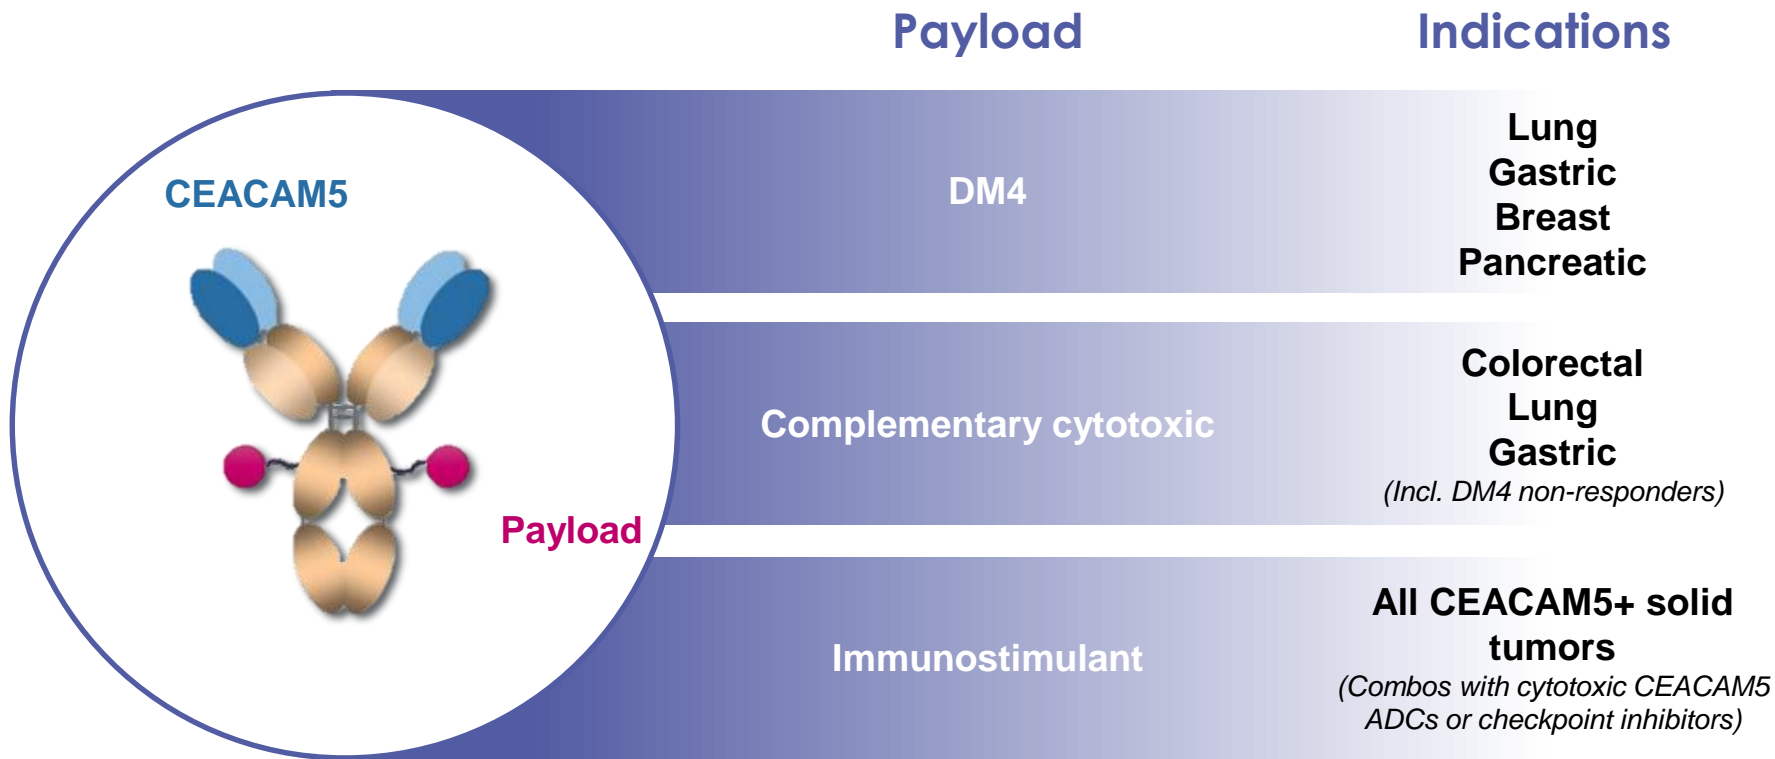 Payload
Indications
CEACAM5
Payload
DM4
Lung
Gastric
Breast
Pancreatic
Complementary cytotoxic
Colorectal
Lung
Gastric
(Incl. DM4 non-responders)
Immunostimulant
All CEACAM5+ solid
tumors
(Combos with cytotoxic CEACAM5
ADCs or checkpoint inhibitors)